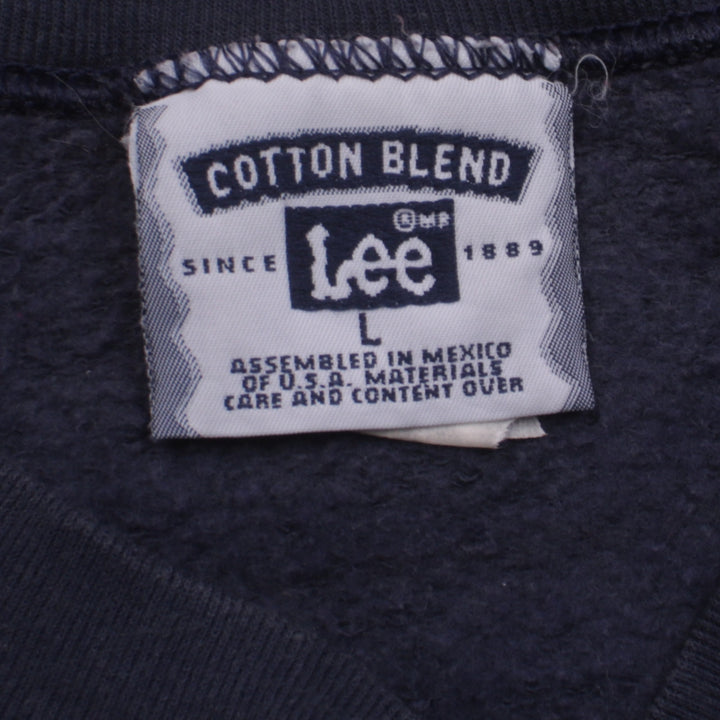 COTTON BLEND
® MR
Lee
SINCE 1889
L
ASSEMBLED IN MEXICO
OF U.S.A. MATERIALS
CARE AND CONTENT OVER